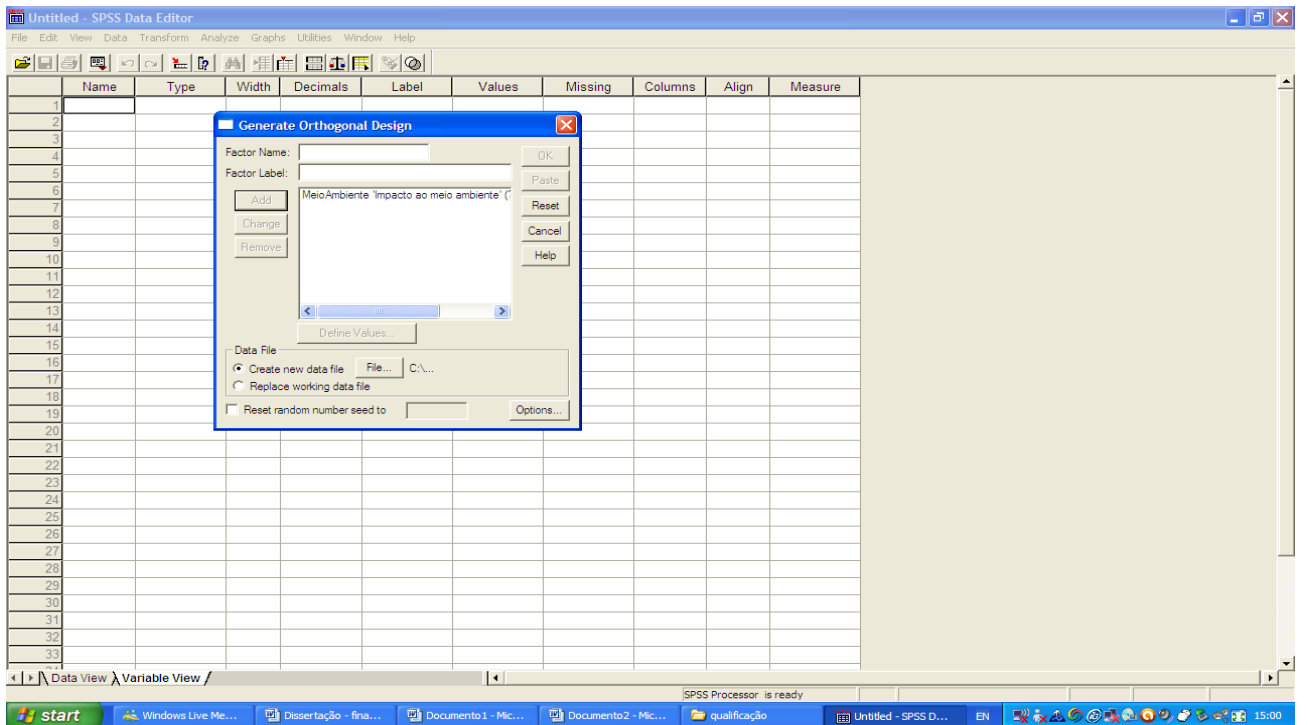 Untitled - SPSS Data Editor
File Edit View Data Transform Analyze Graphs Utilities Window Help
Name Type Width Decimals Label Values Missing Columns Align Measure
1
2
3
4
5
6
7
8
9
10
11
12
13
14
15
16
17
18
19
20
21
22
23
24
25
26
27
28
29
30
31
32
33
Generate Orthogonal Design
Factor Name:
Factor Label:
Add
Change
Remove
MeioAmbiente 'Impacto ao meio ambiente' (
OK
Paste
Reset
Cancel
Help
Define Values...
Data File
Create new data file File... C:\...
Replace working data file
Reset random number seed to Options...
Data View Variable View
SPSS Processor is ready
start Windows Live Me... Dissertação - fina... Documento1 - Mic... Documento2 - Mic... qualificação Untitled - SPSS D... EN 15:00